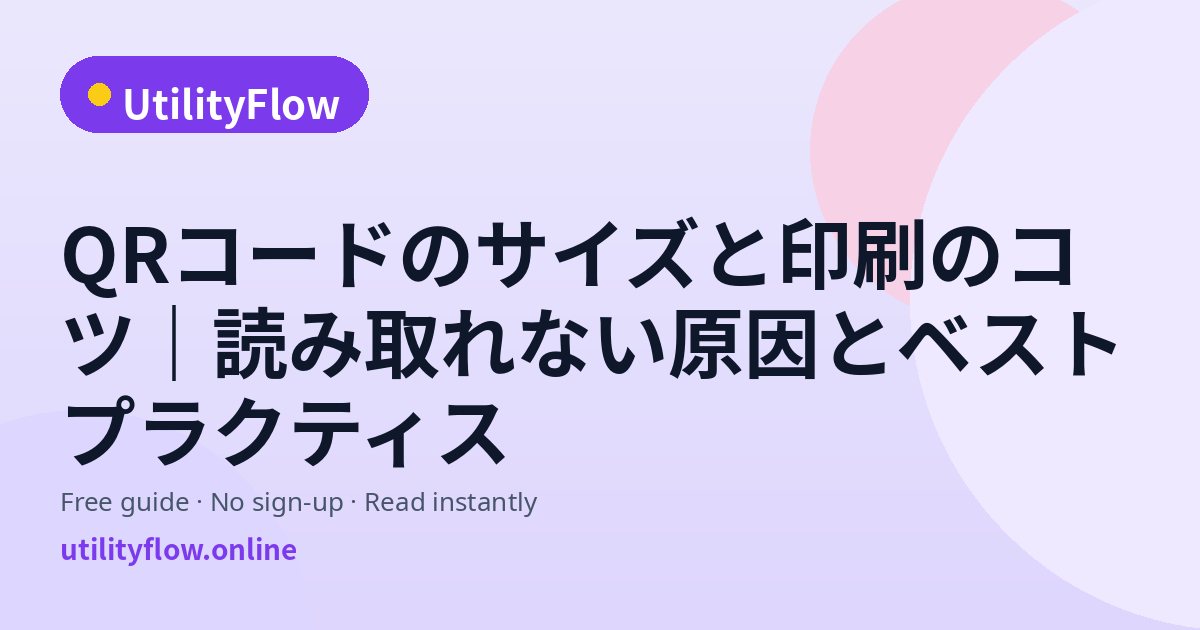 UtilityFlow
QRコードのサイズと印刷のコ
ツ｜読み取れない原因とベスト
プラクティス
Free guide · No sign-up · Read instantly
utilityflow.online